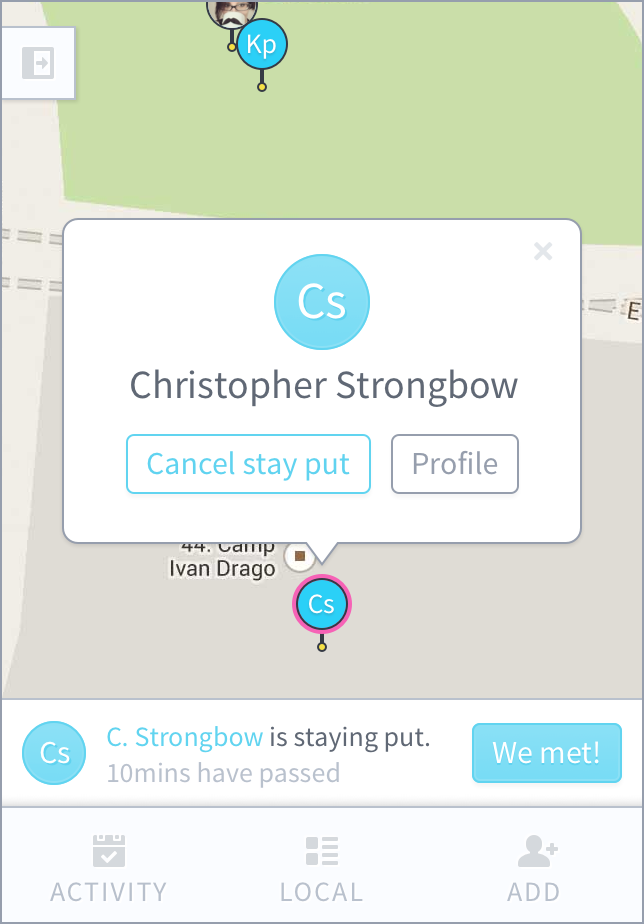 Kp
Cs
Christopher Strongbow
Cancel stay put
Profile
E
44. Camp
Ivan Drago
Cs
Cs
C. Strongbow is staying put.
10mins have passed
We met!
ACTIVITY
LOCAL
ADD